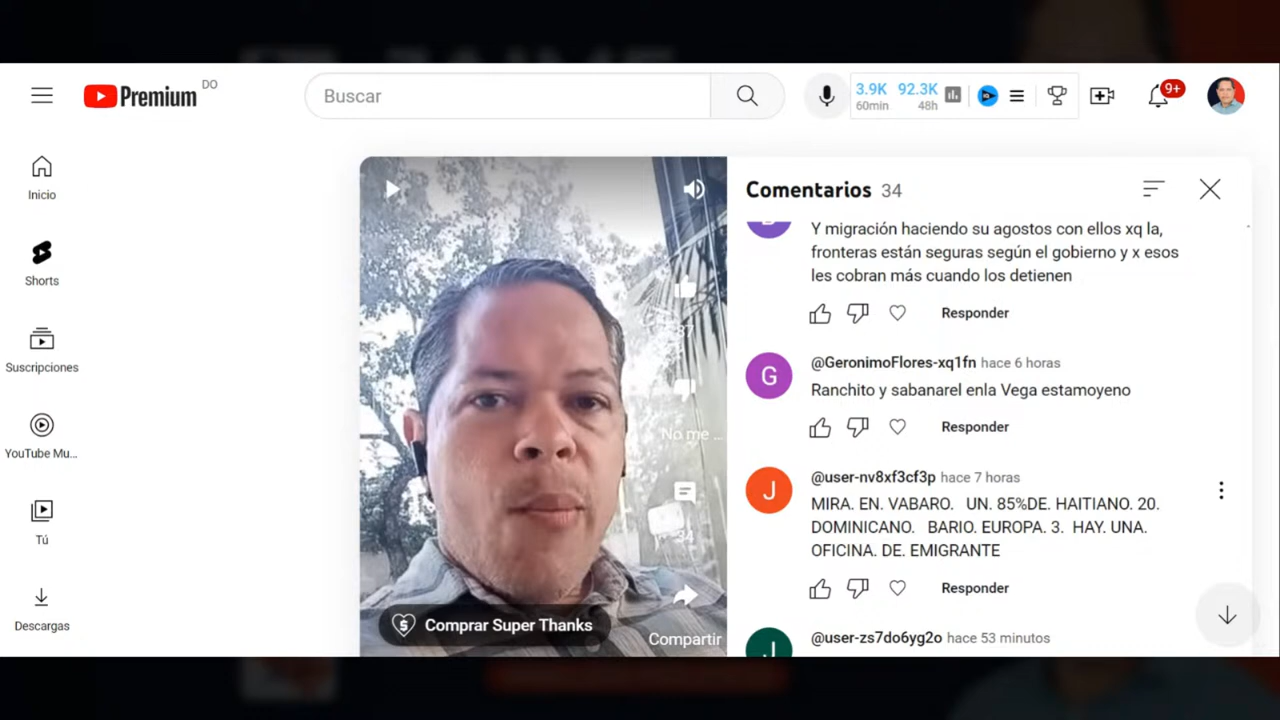 Premium DO
Buscar
3.9K 92.3K
60min 48h
9+
Inicio
Shorts
Suscripciones
YouTube Mu...
Tú
Descargas
No me ...
34
Comprar Super Thanks
Compartir
Comentarios 34
Y migración haciendo su agostos con ellos xq la,
fronteras están seguras según el gobierno y x esos
les cobran más cuando los detienen
Responder
G
@GeronimoFlores-xq1fn hace 6 horas
Ranchito y sabanarel enla Vega estamoyeno
Responder
J
@user-nv8xf3cf3p hace 7 horas
MIRA. EN. VABARO. UN. 85%DE. HAITIANO. 20.
DOMINICANO. BARIO. EUROPA. 3. HAY. UNA.
OFICINA. DE. EMIGRANTE
Responder
J
@user-zs7do6yg2o hace 53 minutos